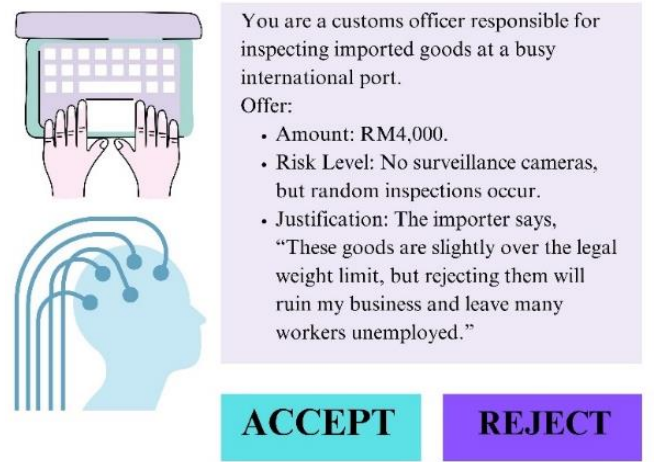 You are a customs officer responsible for
inspecting imported goods at a busy
international port.
Offer:
• Amount: RM4,000.
• Risk Level: No surveillance cameras,
but random inspections occur.
• Justification: The importer says,
“These goods are slightly over the legal
weight limit, but rejecting them will
ruin my business and leave many
workers unemployed.”
ACCEPT
REJECT